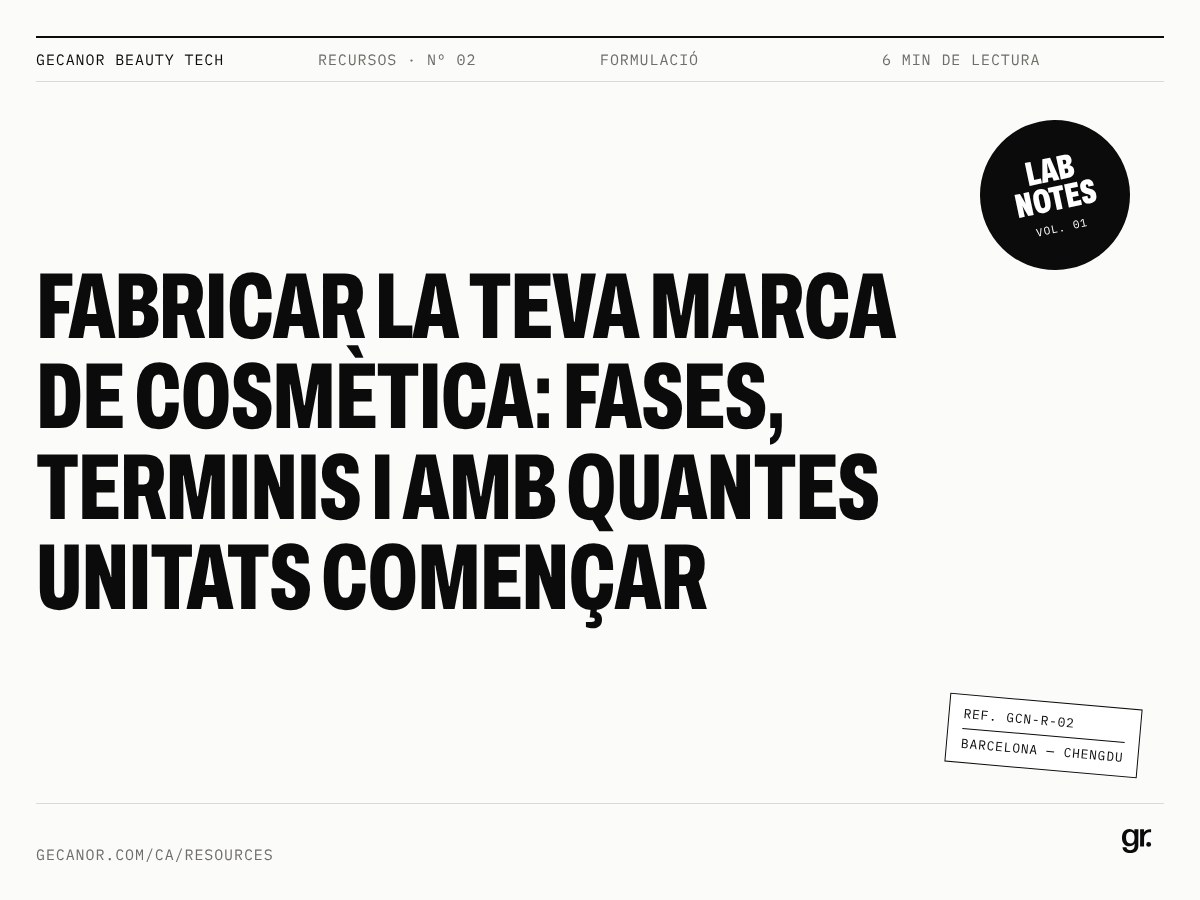 GECANOR BEAUTY TECH
RECURSOS · Nº 02
FORMULACIÓ
6 MIN DE LECTURA
LAB
NOTES
VOL. 01
FABRICAR LA TEVA MARCA
DE COSMÈTICA: FASES,
TERMINIS I AMB QUANTES
UNITATS COMENÇAR
REF. GCN-R-02
BARCELONA — CHENGDU
GECANOR.COM/CA/RESOURCES
gr.